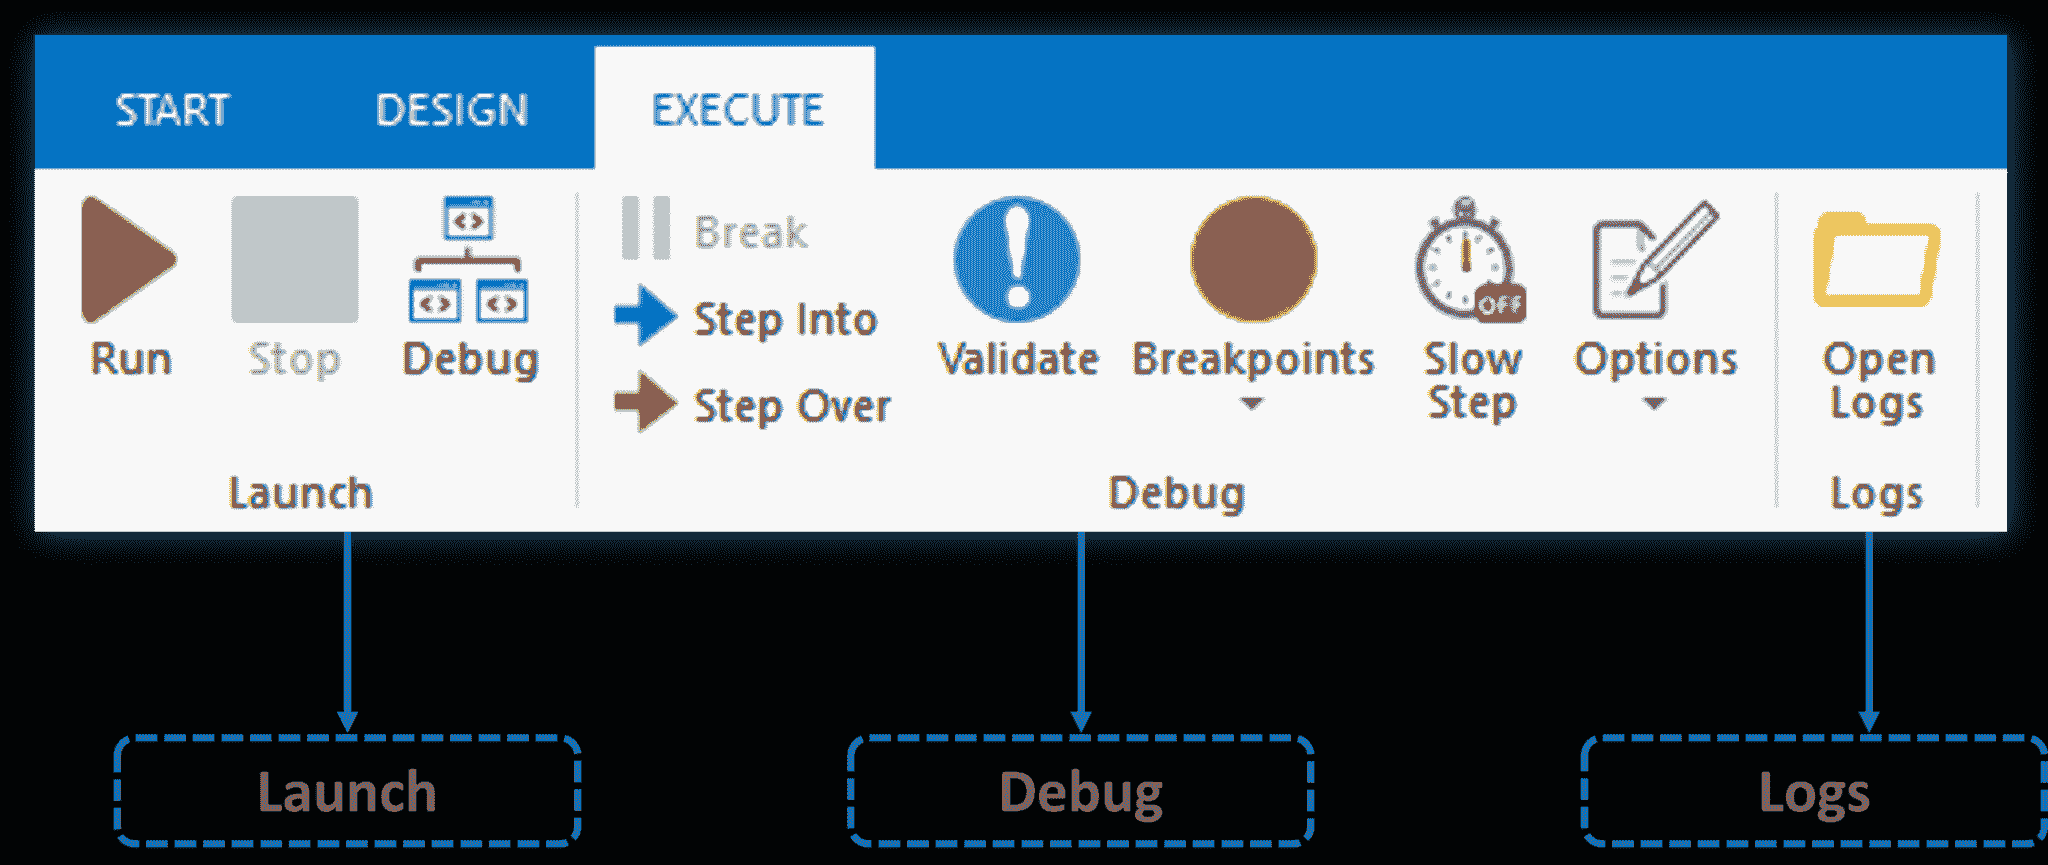 START DESIGN EXECUTE
Run Stop Debug
Break
Step Into
Step Over
Validate Breakpoints Slow Step Options
OFF
Open Logs
Launch Debug Logs
Launch Debug Logs